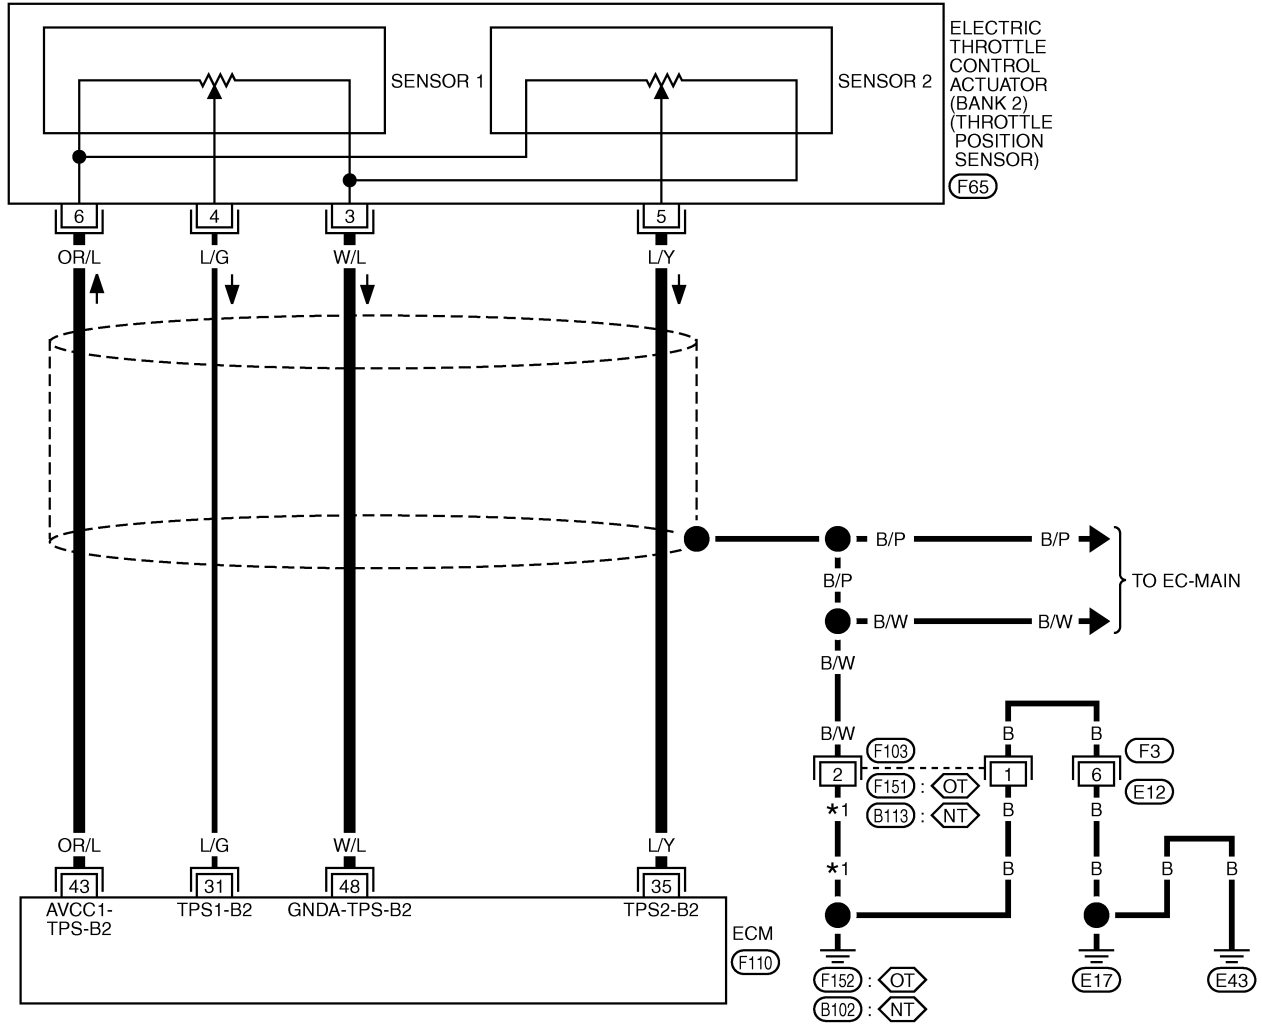 ELECTRIC
THROTTLE
CONTROL
ACTUATOR
(BANK 2)
(THROTTLE
POSITION
SENSOR)
F65
SENSOR 1
SENSOR 2
6 4 3 5
OR/L L/G W/L L/Y
B/P B/P
TO EC-MAIN
B/P
B/W B/W
B/W
B/W B B
F103 F3
2 1 6
F151 : OT E12
*1 B113 : NT B B
OR/L L/G W/L L/Y
*1 B B B B
43 31 48 35
AVCC1-
TPS-B2
TPS1-B2
GNDA-TPS-B2
TPS2-B2
ECM
F110
F152 : OT E17 E43
B102 : NT